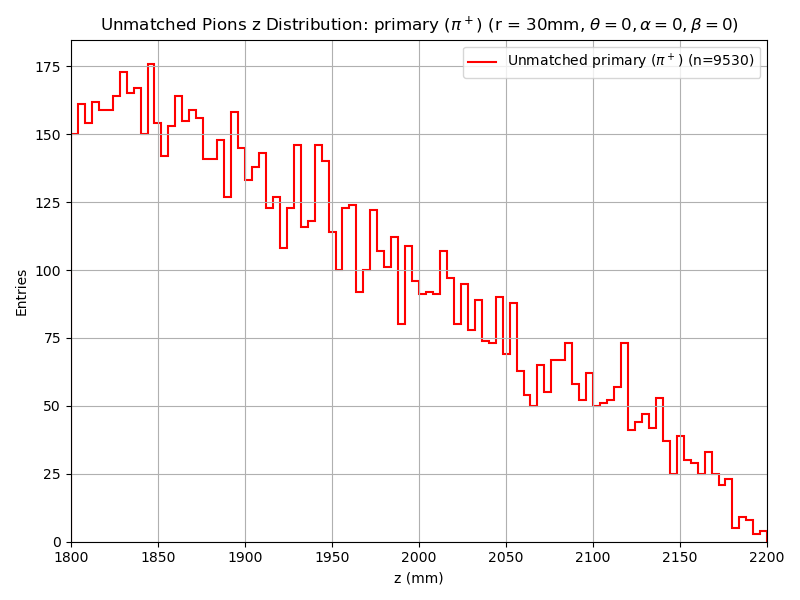 Unmatched Pions z Distribution: primary (π⁺) (r = 30mm, θ = 0, α = 0, β = 0)
Unmatched primary (π⁺) (n=9530)
Entries
175
150
125
100
75
50
25
0
1800 1850 1900 1950 2000 2050 2100 2150 2200
z (mm)